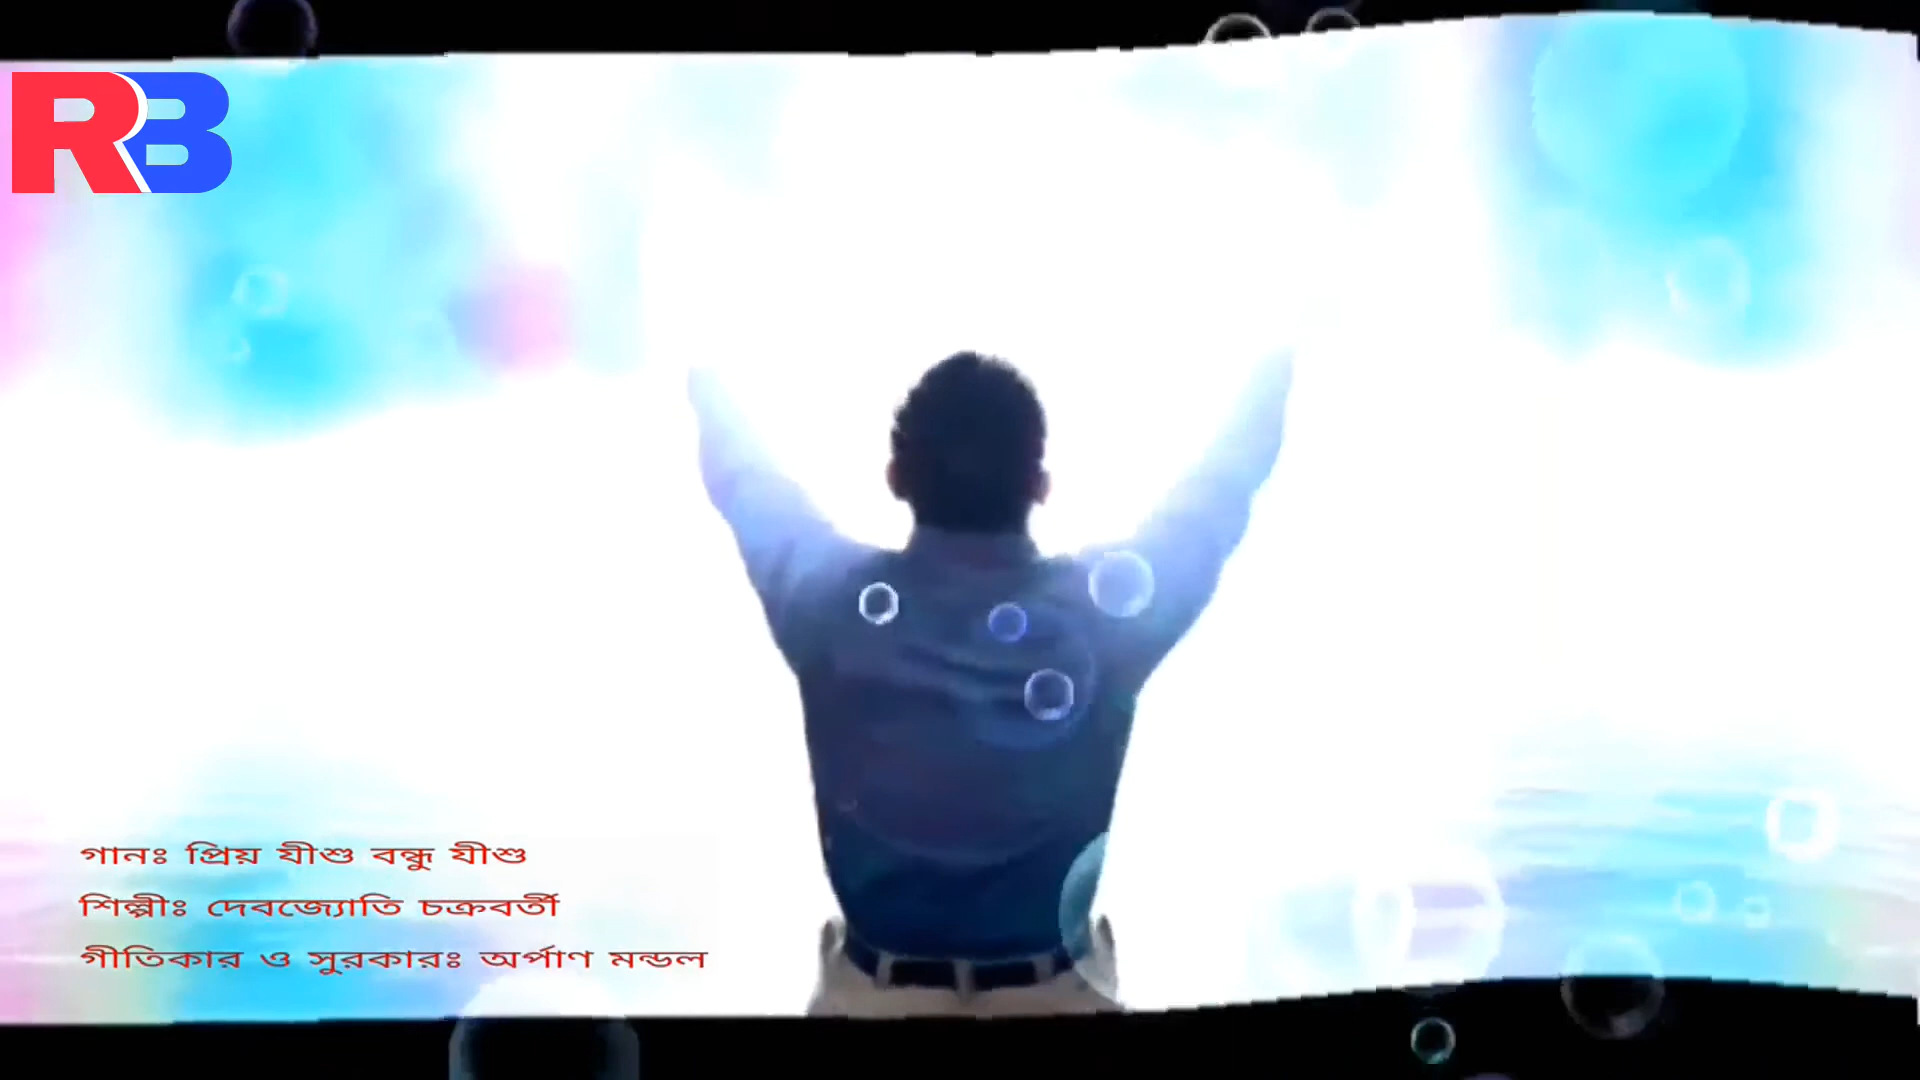 RB
গানঃ প্রিয় যীশু বন্ধু যীশু
শিল্পীঃ দেবজ্যোতি চক্রবর্তী
গীতিকার ও সুরকারঃ অর্পাণ মন্ডল